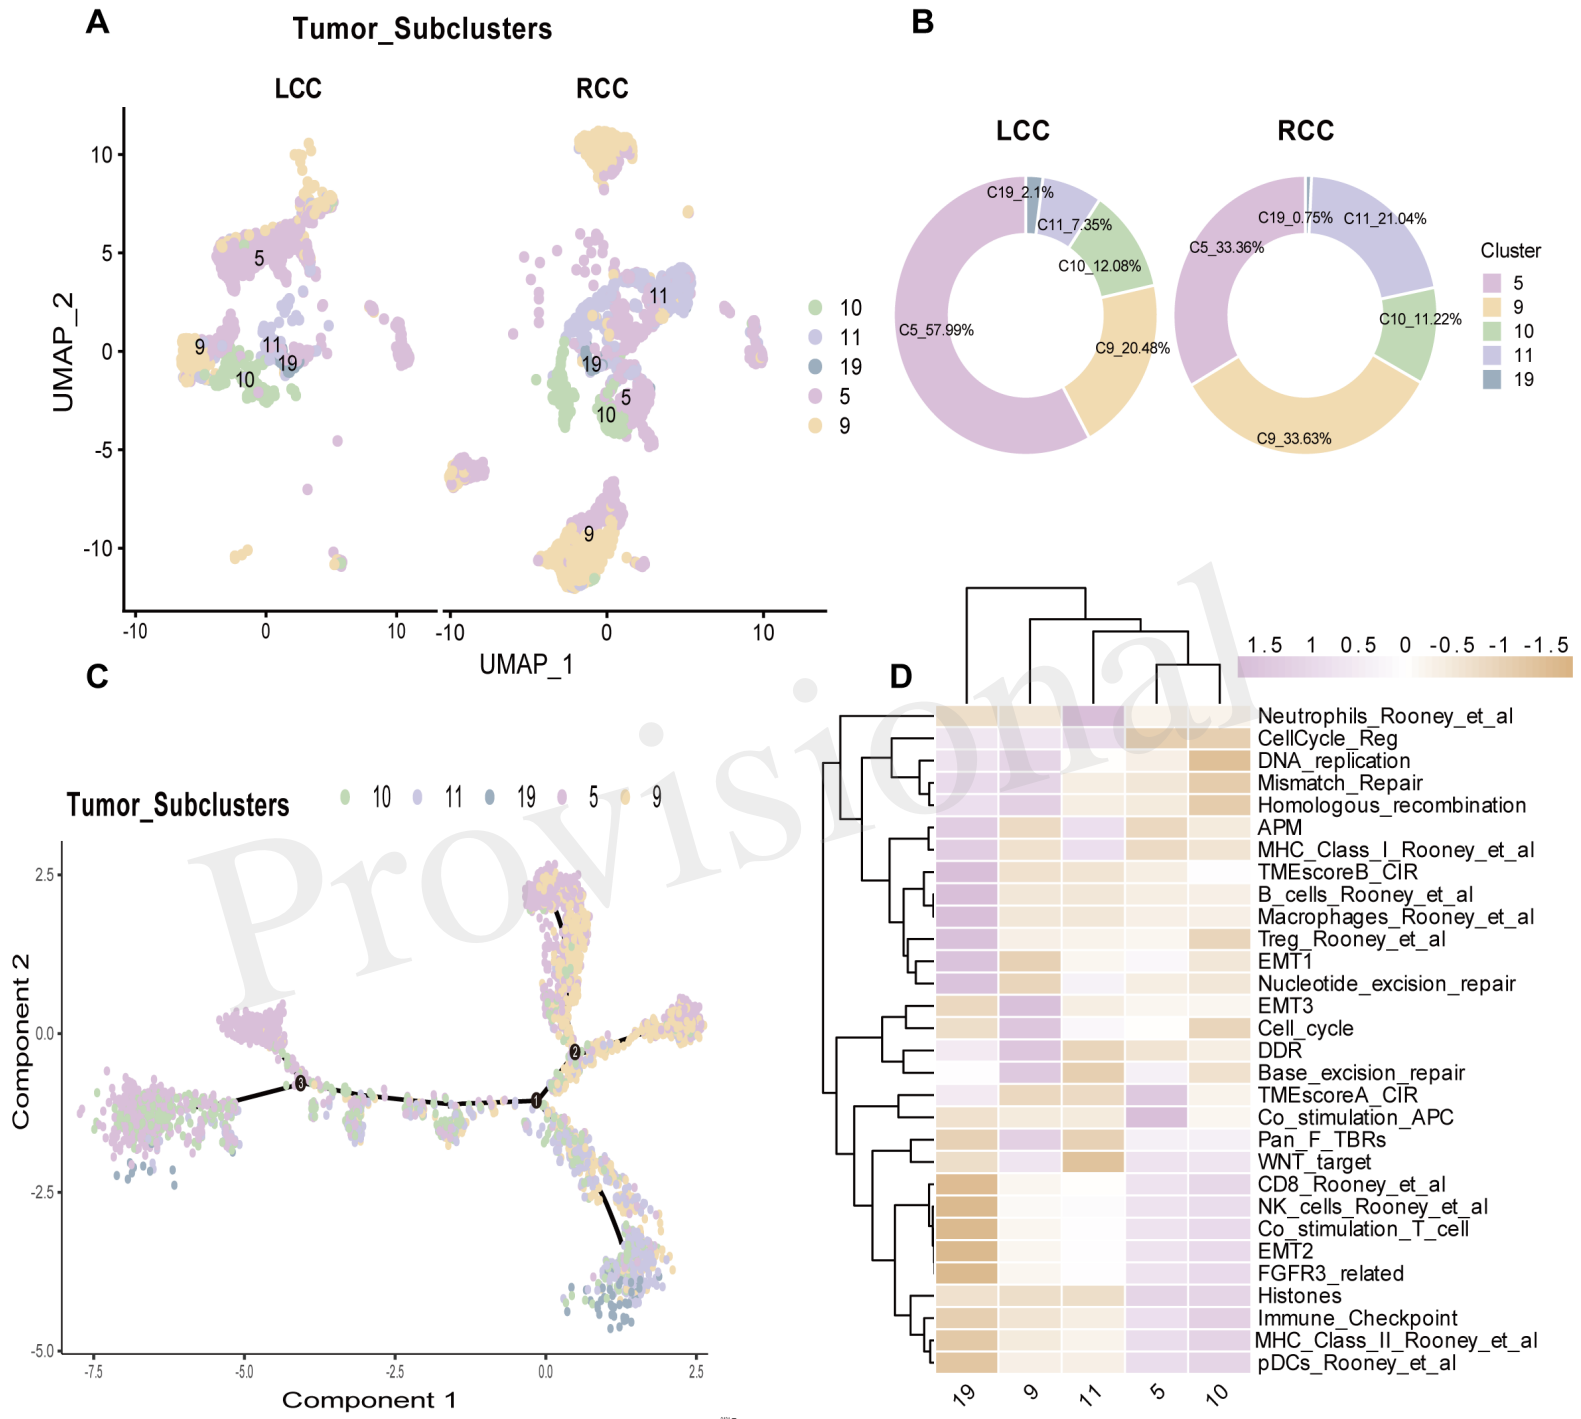 A
Tumor_Subclusters
LCC
RCC
UMAP_2
10
5
0
-5
-10
5
9
11
19
10
11
19
5
10
9
-10
0
10
-10
0
10
UMAP_1
10
11
19
5
9
B
LCC
RCC
C19_2.1%
C11_7.35%
C10_12.08%
C9_20.48%
C5_57.99%
C19_0.75%
C11_21.04%
C10_11.22%
C9_33.63%
C5_33.36%
Cluster
5
9
10
11
19
C
Tumor_Subclusters
10
11
19
5
9
Component 2
2.5
0.0
-2.5
-5.0
1
2
3
-7.5
-5.0
-2.5
0.0
2.5
Component 1
D
1.5 1 0.5 0 -0.5 -1 -1.5
Neutrophils_Rooney_et_al
CellCycle_Reg
DNA_replication
Mismatch_Repair
Homologous_recombination
APM
MHC_Class_I_Rooney_et_al
TMEscoreB_CIR
B_cells_Rooney_et_al
Macrophages_Rooney_et_al
Treg_Rooney_et_al
EMT1
Nucleotide_excision_repair
EMT3
Cell_cycle
DDR
Base_excision_repair
TMEscoreA_CIR
Co_stimulation_APC
Pan_F_TBRs
WNT_target
CD8_Rooney_et_al
NK_cells_Rooney_et_al
Co_stimulation_T_cell
EMT2
FGFR3_related
Histones
Immune_Checkpoint
MHC_Class_II_Rooney_et_al
pDCs_Rooney_et_al
19
9
11
5
10
Provisional